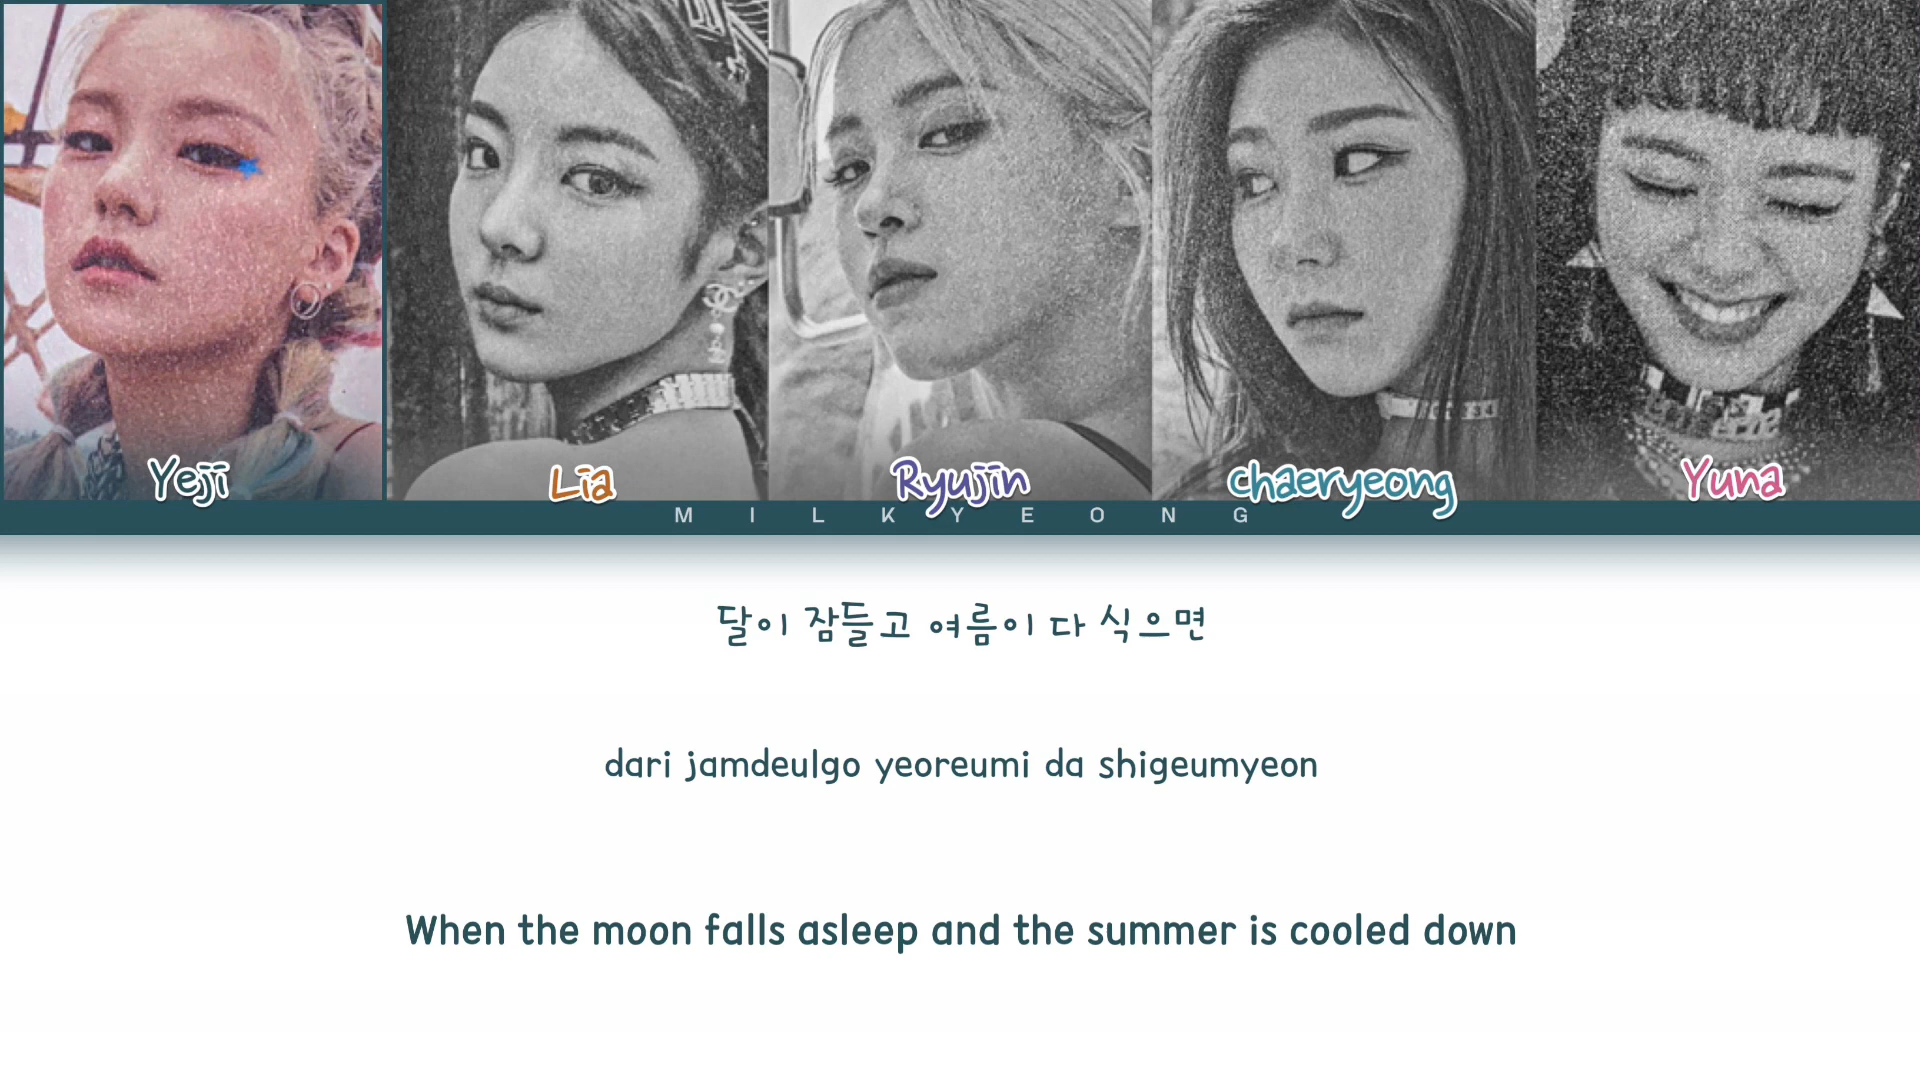 Yeji
Lia
Ryujin
chaeryeong
Yuna
MILKYEONG
달이 잠들고 여름이 다 식으면
dari jamdeulgo yeoreumi da shigeumyeon
When the moon falls asleep and the summer is cooled down